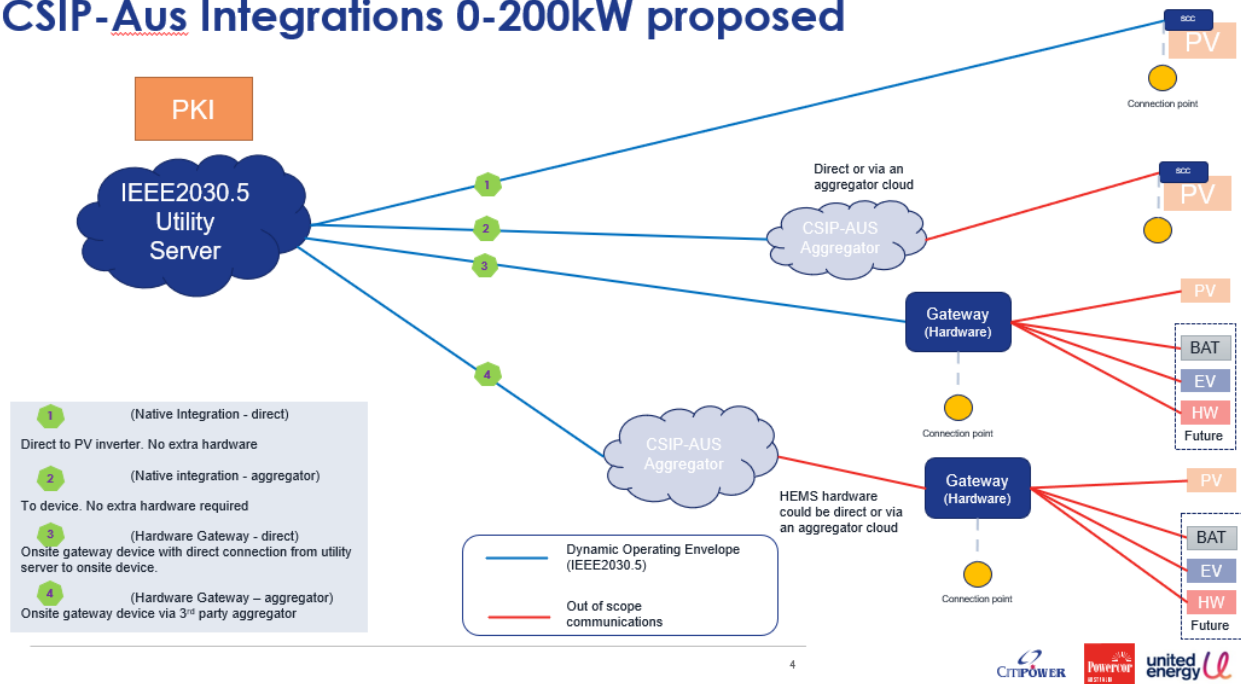 CSIP-Aus Integrations 0-200kW proposed
SCC
PV
Connection point
PKI
IEEE2030.5
Utility
Server
1
2
3
4
Direct or via an
aggregator cloud
CSIP-AUS
Aggregator
SCC
PV
Gateway
(Hardware)
Connection point
PV
BAT
EV
HW
Future
CSIP-AUS
Aggregator
HEMS hardware
could be direct or via
an aggregator cloud
Gateway
(Hardware)
Connection point
PV
BAT
EV
HW
Future
1 (Native Integration - direct)
Direct to PV inverter. No extra hardware
2 (Native integration - aggregator)
To device. No extra hardware required
3 (Hardware Gateway - direct)
Onsite gateway device with direct connection from utility
server to onsite device.
4 (Hardware Gateway – aggregator)
Onsite gateway device via 3rd party aggregator
Dynamic Operating Envelope
(IEEE2030.5)
Out of scope
communications
4
CITIPOWER
Powercor
united
energy